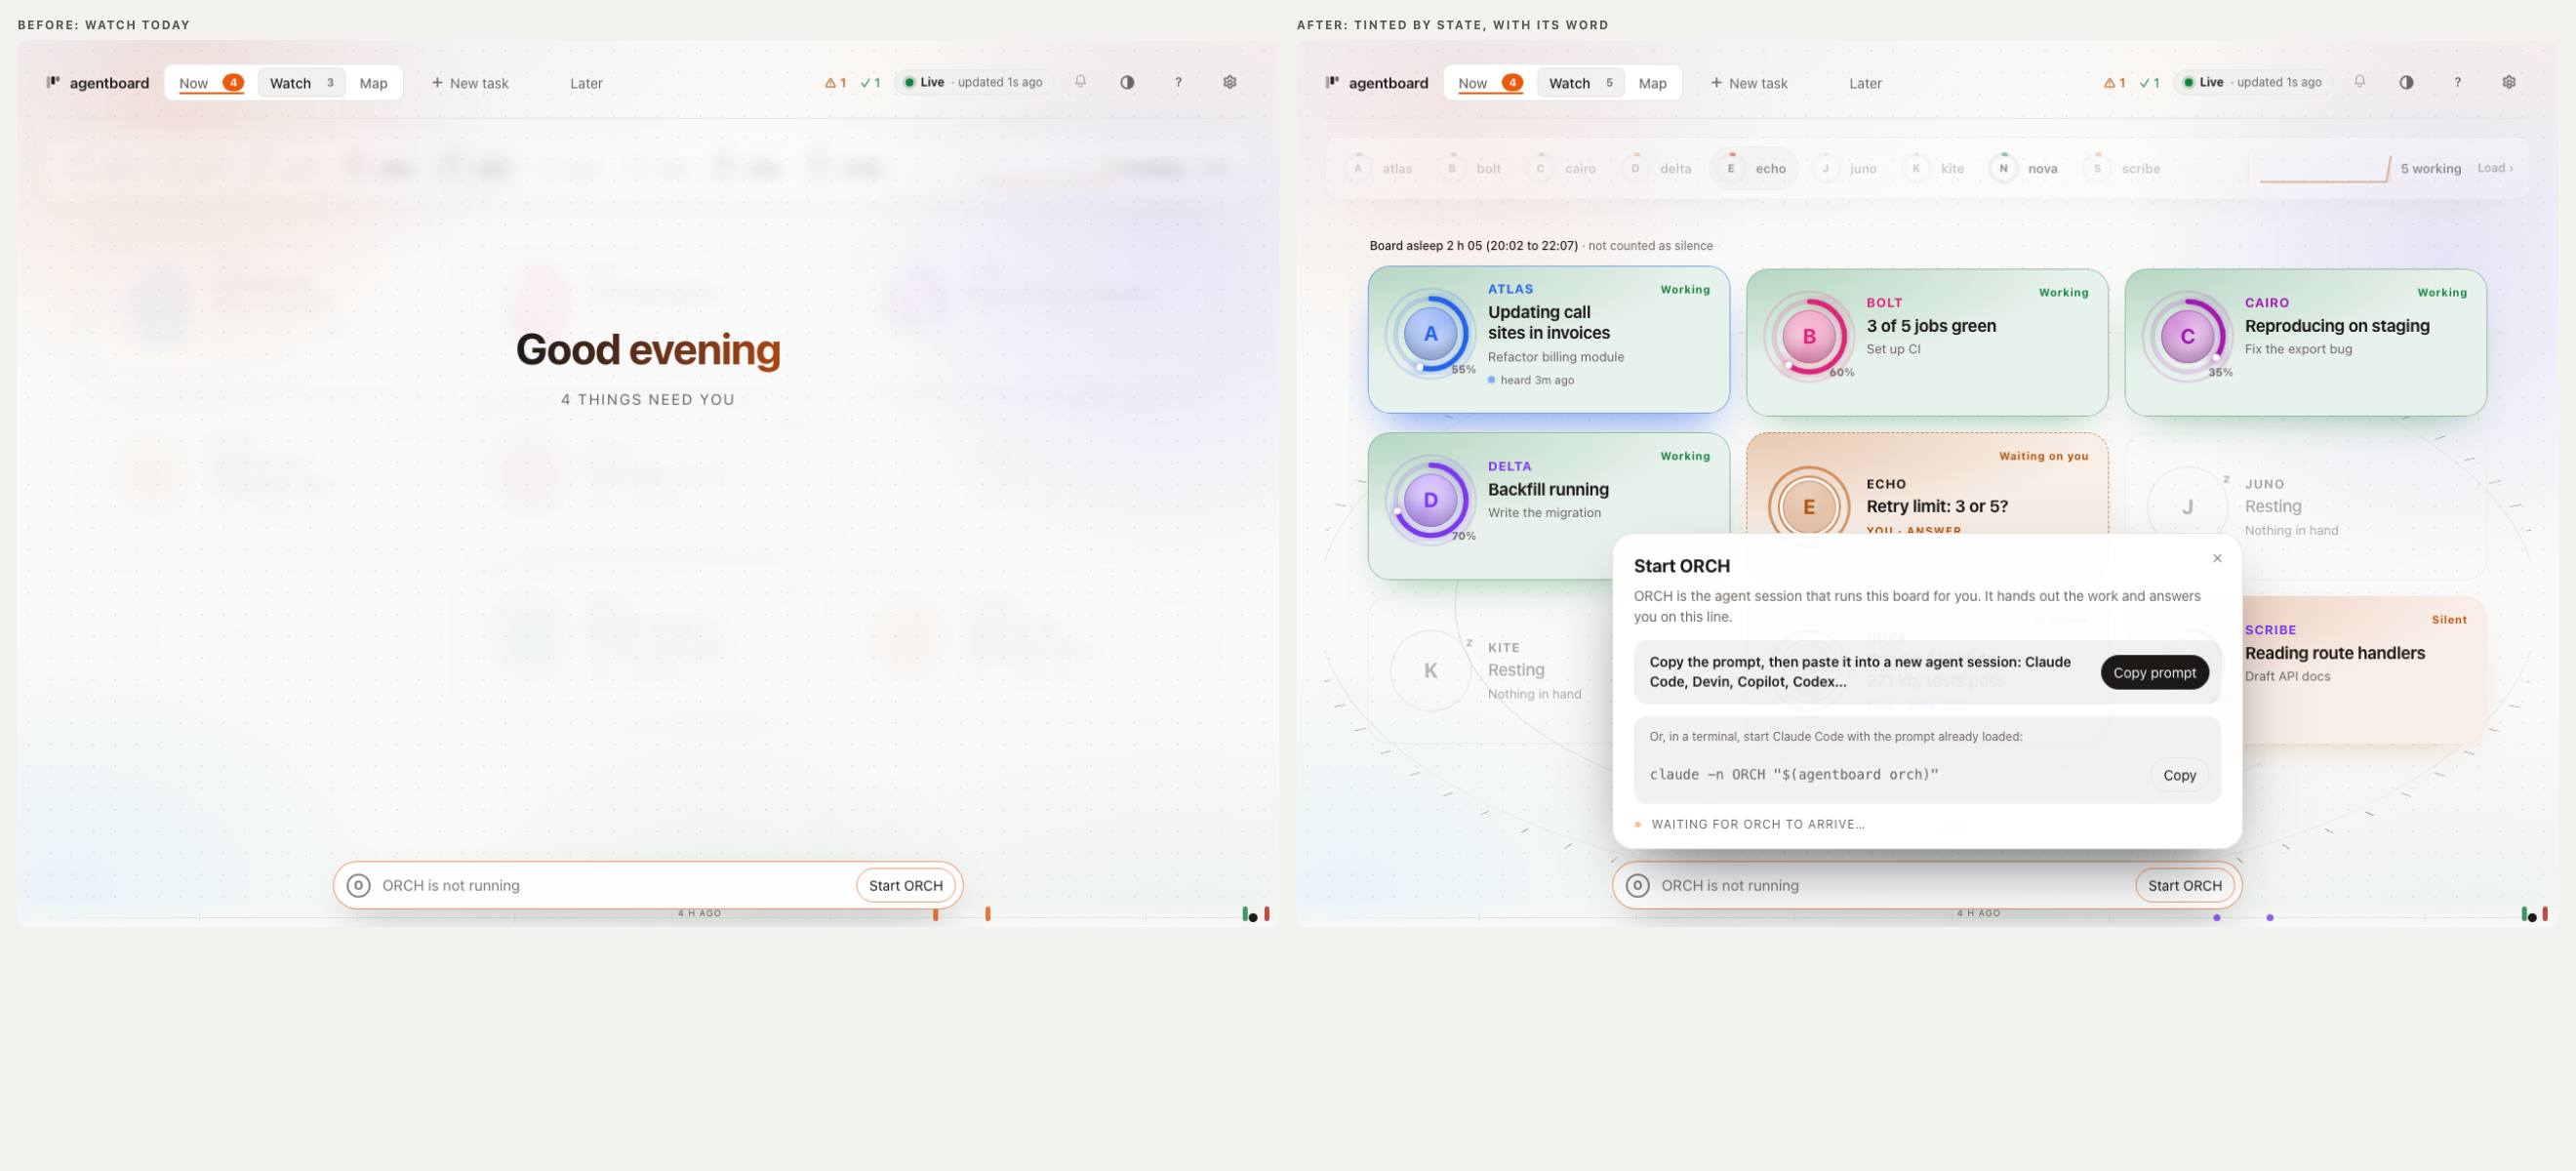 BEFORE: WATCH TODAY
agentboard
Now 4
Watch 3
Map
+ New task
Later
1
1
Live · updated 1s ago
?
Good evening
4 THINGS NEED YOU
O ORCH is not running
Start ORCH
4 H AGO
AFTER: TINTED BY STATE, WITH ITS WORD
agentboard
Now 4
Watch 5
Map
+ New task
Later
1
1
Live · updated 1s ago
?
A atlas
B bolt
C cairo
D delta
E echo
J juno
K kite
N nova
S scribe
5 working
Load ›
Board asleep 2 h 05 (20:02 to 22:07) · not counted as silence
A
55%
ATLAS
Working
Updating call
sites in invoices
Refactor billing module
heard 3m ago
B
60%
BOLT
Working
3 of 5 jobs green
Set up CI
C
35%
CAIRO
Working
Reproducing on staging
Fix the export bug
D
70%
DELTA
Working
Backfill running
Write the migration
E
Waiting on you
ECHO
Retry limit: 3 or 5?
YOU · ANSWER
J
z
JUNO
Resting
Nothing in hand
K
z
KITE
Resting
Nothing in hand
NOVA
271 kb, tests pass
Silent
SCRIBE
Reading route handlers
Draft API docs
Start ORCH
×
ORCH is the agent session that runs this board for you. It hands out the work and answers
you on this line.
Copy the prompt, then paste it into a new agent session: Claude
Code, Devin, Copilot, Codex...
Copy prompt
Or, in a terminal, start Claude Code with the prompt already loaded:
claude –n ORCH "$(agentboard orch)"
Copy
WAITING FOR ORCH TO ARRIVE…
O ORCH is not running
Start ORCH
4 H AGO